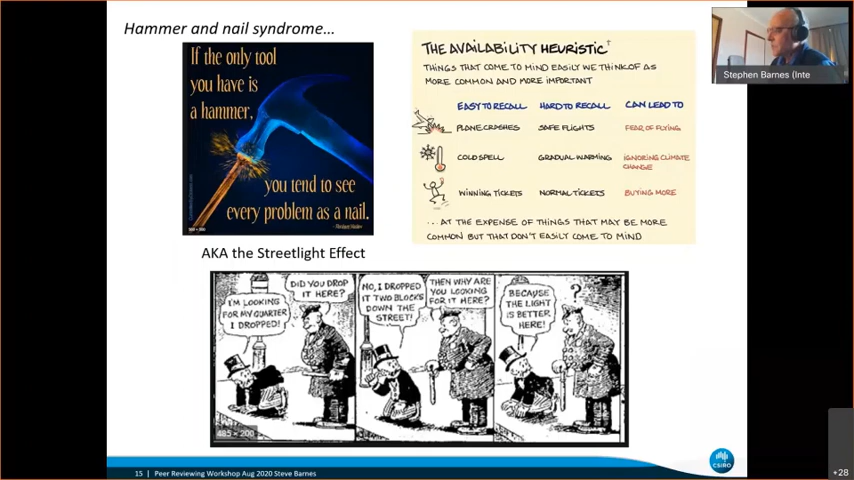 Hammer and nail syndrome…
If the only tool
you have is
a hammer,
you tend to see
every problem as a nail.
THE AVAILABILITY HEURISTIC†
THINGS THAT COME TO MIND EASILY WE THINK OF AS
MORE COMMON AND MORE IMPORTANT
EASY TO RECALL HARD TO RECALL CAN LEAD TO
PLANE CRASHES SAFE FLIGHTS FEAR OF FLYING
COLD SPELL GRADUAL WARMING IGNORING CLIMATE
CHANGE
WINNING TICKETS NORMAL TICKETS BUYING MORE
...AT THE EXPENSE OF THINGS THAT MAY BE MORE
COMMON BUT THAT DON'T EASILY COME TO MIND
Stephen Barnes (Inte
AKA the Streetlight Effect
I'M LOOKING
FOR MY QUARTER
I DROPPED!
DID YOU DROP
IT HERE?
NO, I DROPPED
IT TWO BLOCKS
DOWN THE
STREET!
THEN WHY ARE
YOU LOOKING
FOR IT HERE?
BECAUSE
THE LIGHT
IS BETTER
HERE!
?
485 × 200
15 | Peer Reviewing Workshop Aug 2020 Steve Barnes
CSIRO
+28